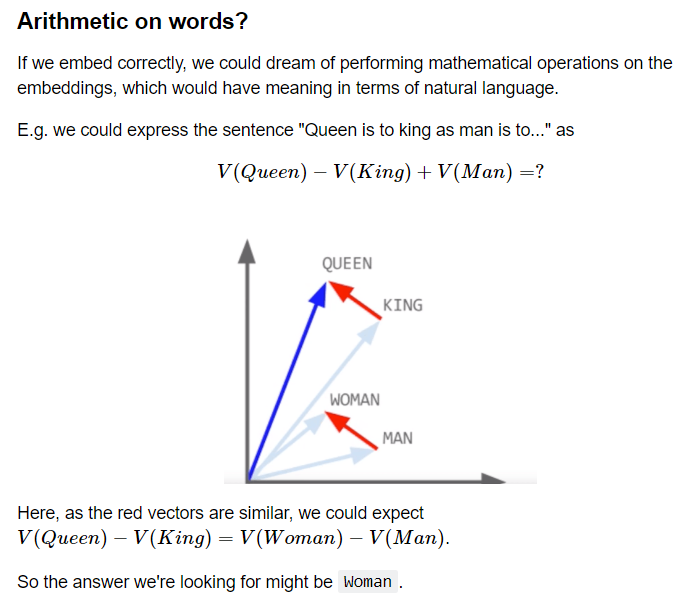 Arithmetic on words?
If we embed correctly, we could dream of performing mathematical operations on the
embeddings, which would have meaning in terms of natural language.
E.g. we could express the sentence "Queen is to king as man is to..." as
V(Queen) − V(King) + V(Man) =?
QUEEN
KING
WOMAN
MAN
Here, as the red vectors are similar, we could expect
V(Queen) − V(King) = V(Woman) − V(Man).
So the answer we're looking for might be Woman .